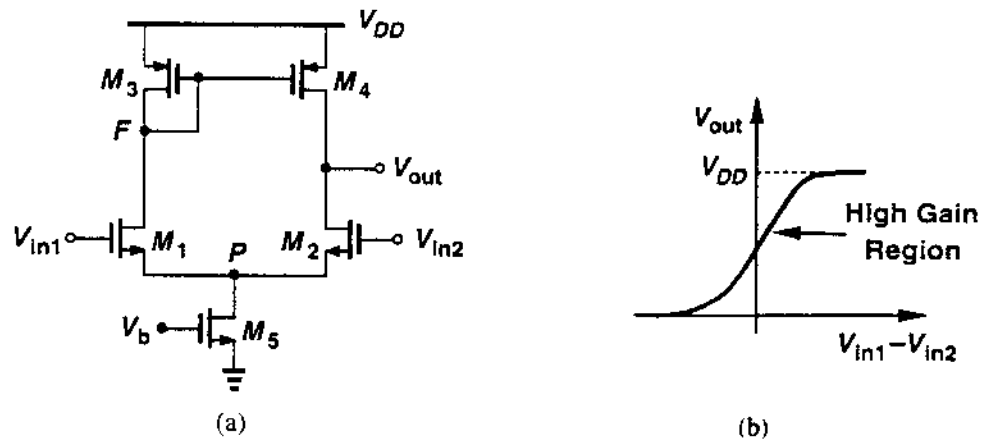 V_DD
M_3
M_4
F
V_out
V_in1
M_1
P
M_2
V_in2
V_b
M_5
(a)
V_out
V_DD
High Gain
Region
V_in1−V_in2
(b)